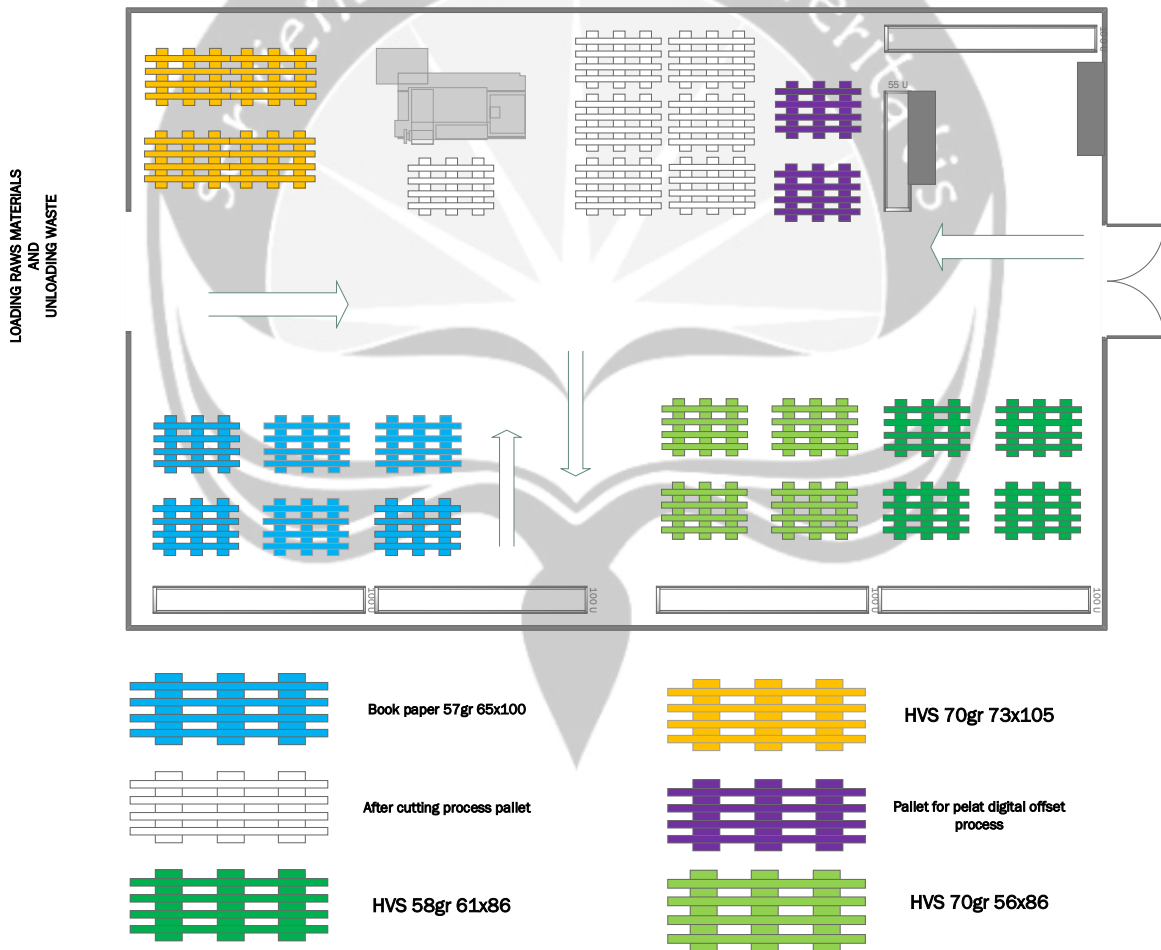 LOADING RAWS MATERIALS
AND
UNLOADING WASTE
55 U
100 U
100 U
100 U
100 U
Book paper 57gr 65x100
HVS 70gr 73x105
After cutting process pallet
Pallet for pelat digital offset
process
HVS 58gr 61x86
HVS 70gr 56x86